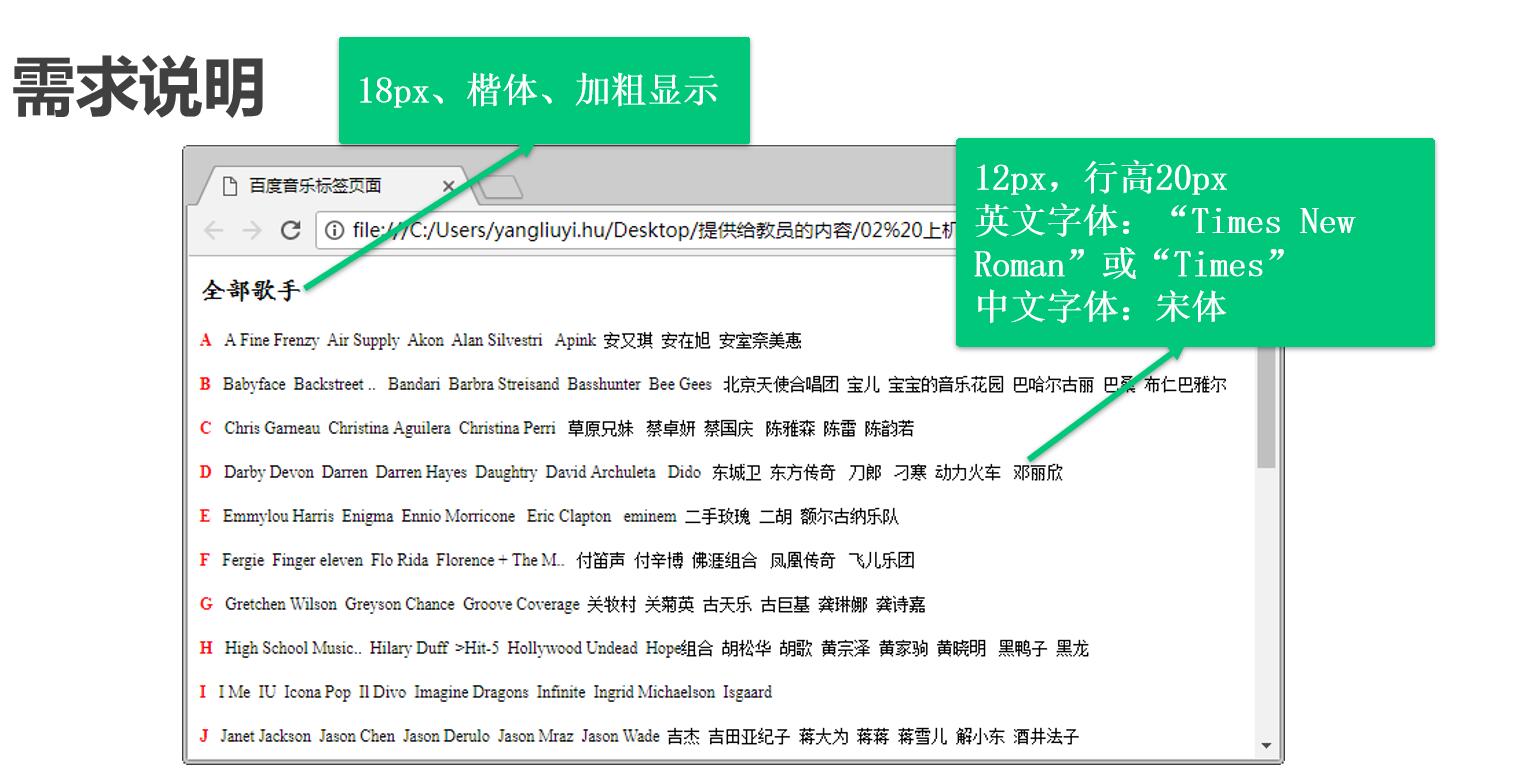 需求说明
18px、楷体、加粗显示
12px，行高20px
英文字体：“Times New
Roman”或“Times”
中文字体：宋体
百度音乐标签页面
file:///C:/Users/yangliuyi.hu/Desktop/提供给教员的内容/02%20上机
全部歌手
A A Fine Frenzy Air Supply Akon Alan Silvestri Apink 安又琪 安在旭 安室奈美惠
B Babyface Backstreet .. Bandari Barbra Streisand Basshunter Bee Gees 北京天使合唱团 宝儿 宝宝的音乐花园 巴哈尔古丽 巴桑 布仁巴雅尔
C Chris Garneau Christina Aguilera Christina Perri 草原兄妹 蔡卓妍 蔡国庆 陈雅森 陈雷 陈韵若
D Darby Devon Darren Darren Hayes Daughtry David Archuleta Dido 东城卫 东方传奇 刀郎 刁寒 动力火车 邓丽欣
E Emmylou Harris Enigma Ennio Morricone Eric Clapton eminem 二手玫瑰 二胡 额尔古纳乐队
F Fergie Finger eleven Flo Rida Florence + The M.. 付笛声 付辛博 佛涯组合 凤凰传奇 飞儿乐团
G Gretchen Wilson Greyson Chance Groove Coverage 关牧村 关菊英 古天乐 古巨基 龚琳娜 龚诗嘉
H High School Music.. Hilary Duff >Hit-5 Hollywood Undead Hope组合 胡松华 胡歌 黄宗泽 黄家驹 黄晓明 黑鸭子 黑龙
I I Me IU Icona Pop Il Divo Imagine Dragons Infinite Ingrid Michaelson Isgaard
J Janet Jackson Jason Chen Jason Derulo Jason Mraz Jason Wade 吉杰 吉田亚纪子 蒋大为 蒋蒋 蒋雪儿 解小东 酒井法子